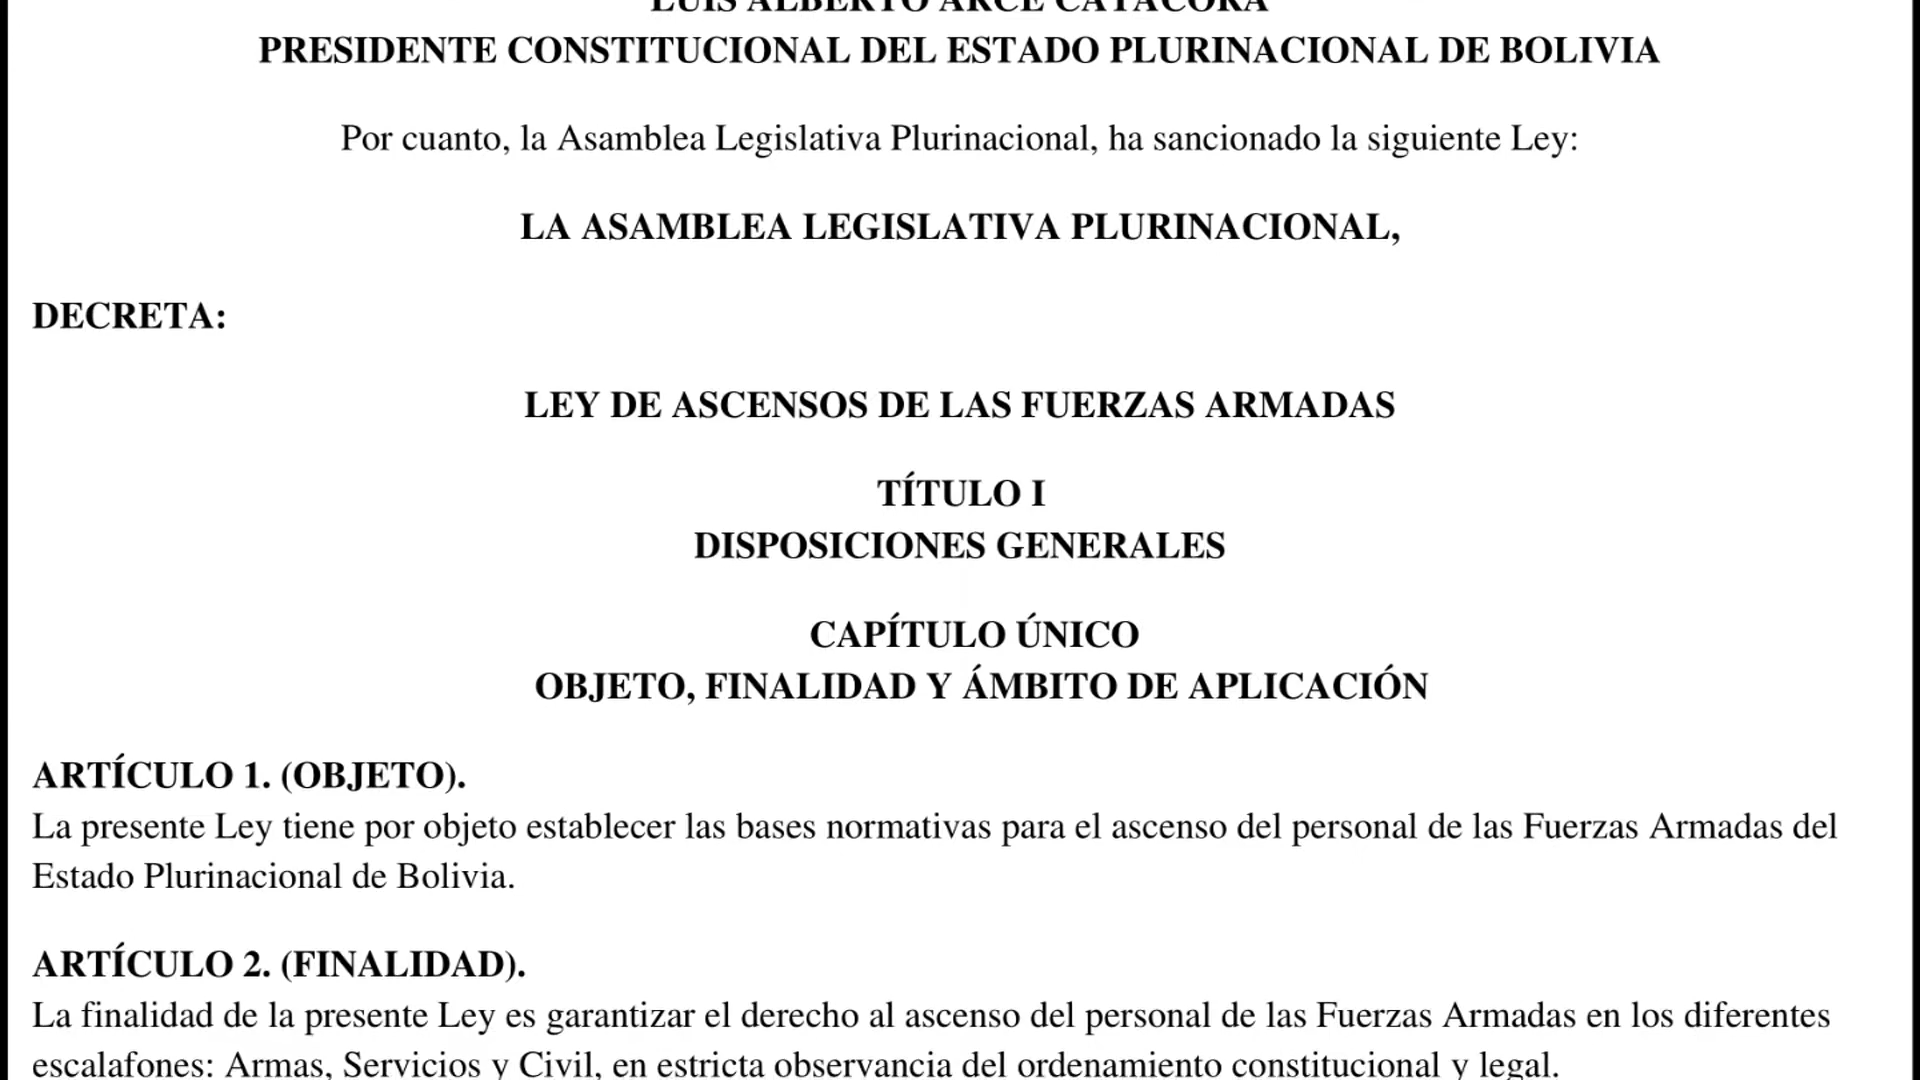 LUIS ALBERTO ARCE CATACORA
PRESIDENTE CONSTITUCIONAL DEL ESTADO PLURINACIONAL DE BOLIVIA
Por cuanto, la Asamblea Legislativa Plurinacional, ha sancionado la siguiente Ley:
LA ASAMBLEA LEGISLATIVA PLURINACIONAL,
DECRETA:
LEY DE ASCENSOS DE LAS FUERZAS ARMADAS
TÍTULO I
DISPOSICIONES GENERALES
CAPÍTULO ÚNICO
OBJETO, FINALIDAD Y ÁMBITO DE APLICACIÓN
ARTÍCULO 1. (OBJETO).
La presente Ley tiene por objeto establecer las bases normativas para el ascenso del personal de las Fuerzas Armadas del
Estado Plurinacional de Bolivia.
ARTÍCULO 2. (FINALIDAD).
La finalidad de la presente Ley es garantizar el derecho al ascenso del personal de las Fuerzas Armadas en los diferentes
escalafones: Armas, Servicios y Civil, en estricta observancia del ordenamiento constitucional y legal.